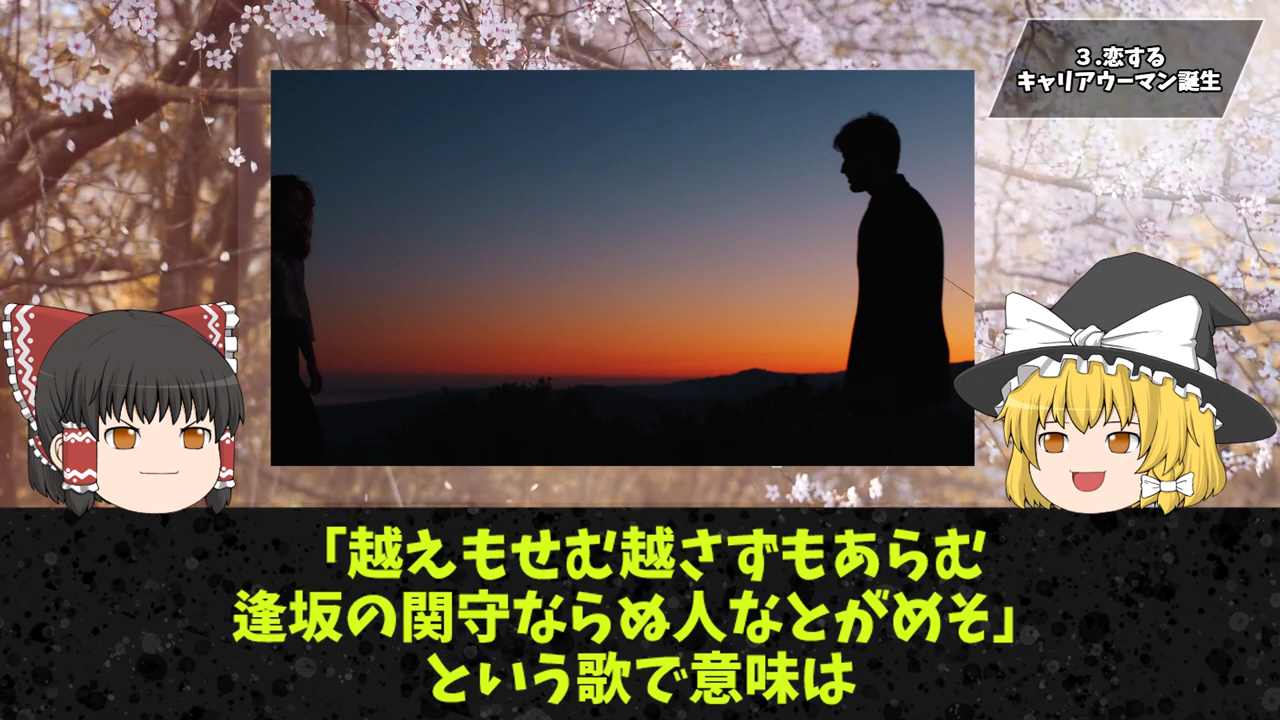 ３.恋する
キャリアウーマン誕生
「越えもせむ越さずもあらむ
逢坂の関守ならぬ人なとがめそ」
という歌で意味は